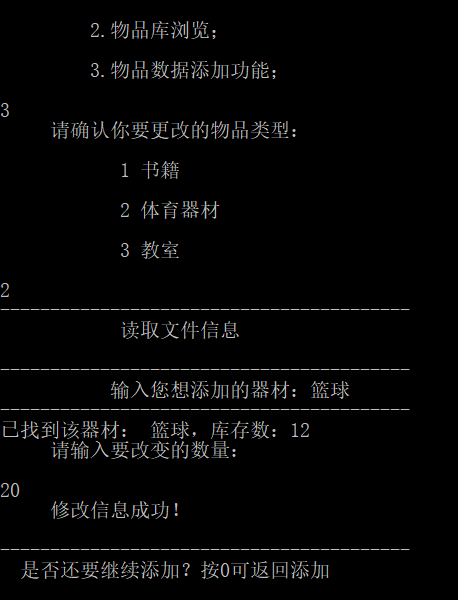 2.物品库浏览；
3.物品数据添加功能；
3
请确认你要更改的物品类型：
1 书籍
2 体育器材
3 教室
2
-----------------------------------------
读取文件信息
-----------------------------------------
输入您想添加的器材：篮球
-----------------------------------------
已找到该器材： 篮球，库存数：12
请输入要改变的数量：
20
修改信息成功！
-----------------------------------------
是否还要继续添加？按0可返回添加